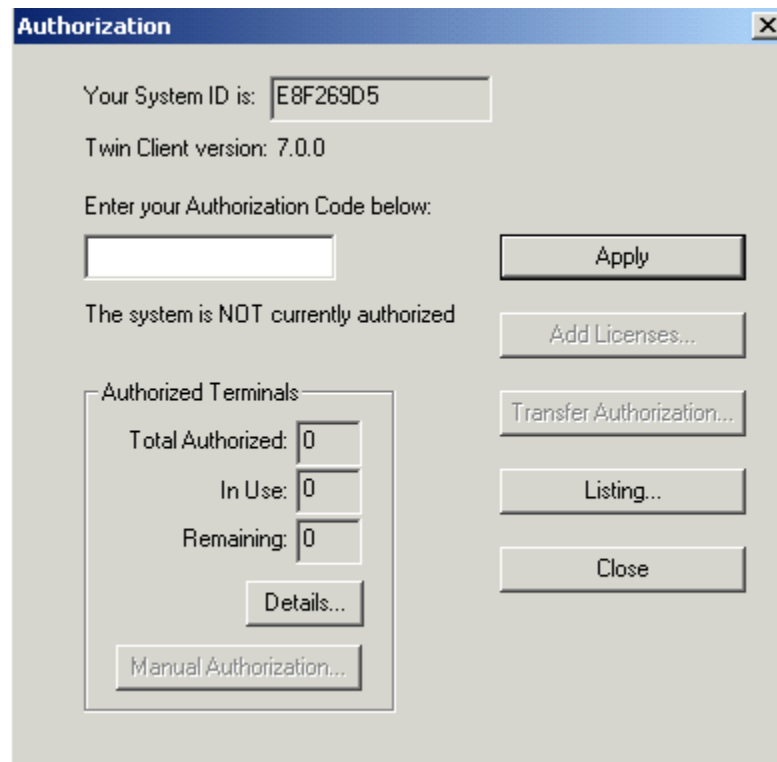 Authorization
Your System ID is: E8F269D5
Twin Client version: 7.0.0
Enter your Authorization Code below:
Apply
The system is NOT currently authorized
Add Licenses...
Authorized Terminals
Transfer Authorization...
Total Authorized: 0
In Use: 0
Listing...
Remaining: 0
Close
Details...
Manual Authorization...